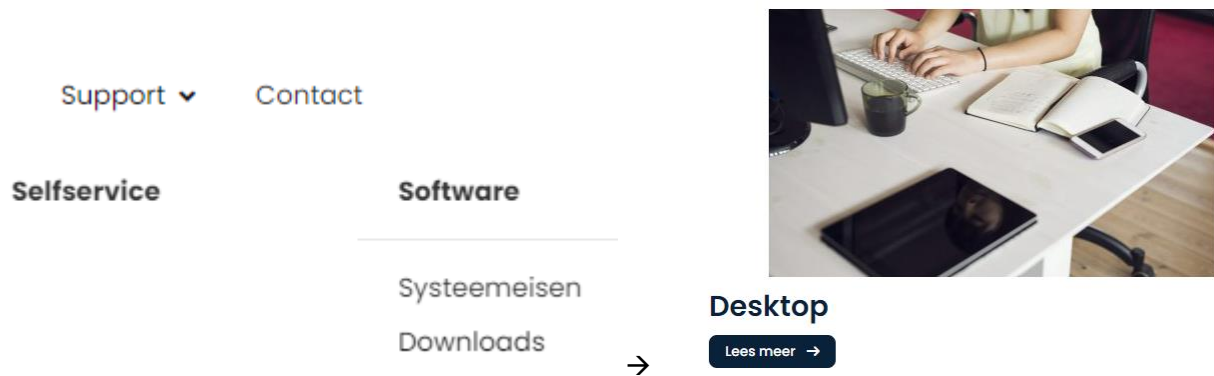 Support Contact
Selfservice
Software
Systeemeisen
Downloads
→
Desktop
Lees meer →